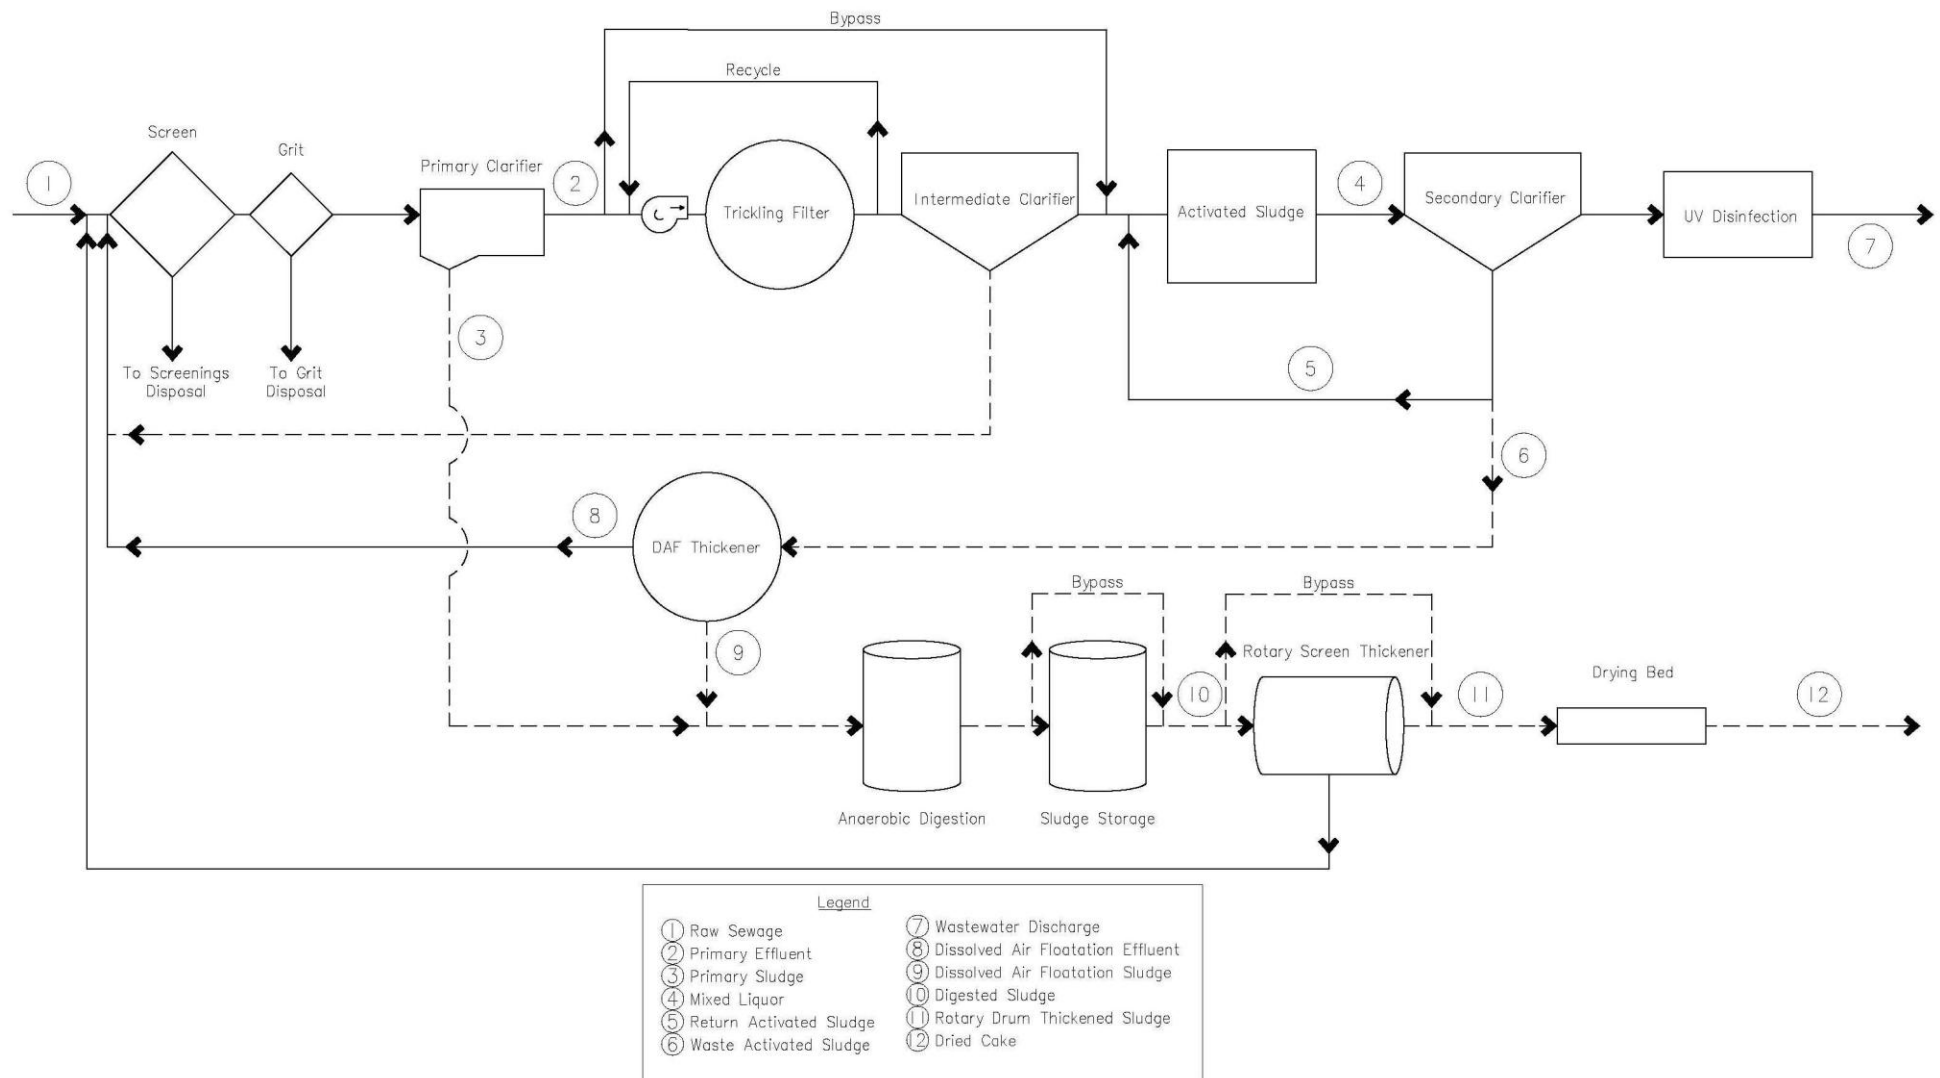 Bypass
Recycle
Screen
Grit
Primary Clarifier
1
2
Trickling Filter
Intermediate Clarifier
Activated Sludge
4
Secondary Clarifier
UV Disinfection
7
3
To Screenings
Disposal
To Grit
Disposal
5
6
8
DAF Thickener
9
Bypass
Bypass
10
Rotary Screen Thickener
11
Drying Bed
12
Anaerobic Digestion
Sludge Storage
Legend
1 Raw Sewage
2 Primary Effluent
3 Primary Sludge
4 Mixed Liquor
5 Return Activated Sludge
6 Waste Activated Sludge
7 Wastewater Discharge
8 Dissolved Air Floatation Effluent
9 Dissolved Air Floatation Sludge
10 Digested Sludge
11 Rotary Drum Thickened Sludge
12 Dried Cake